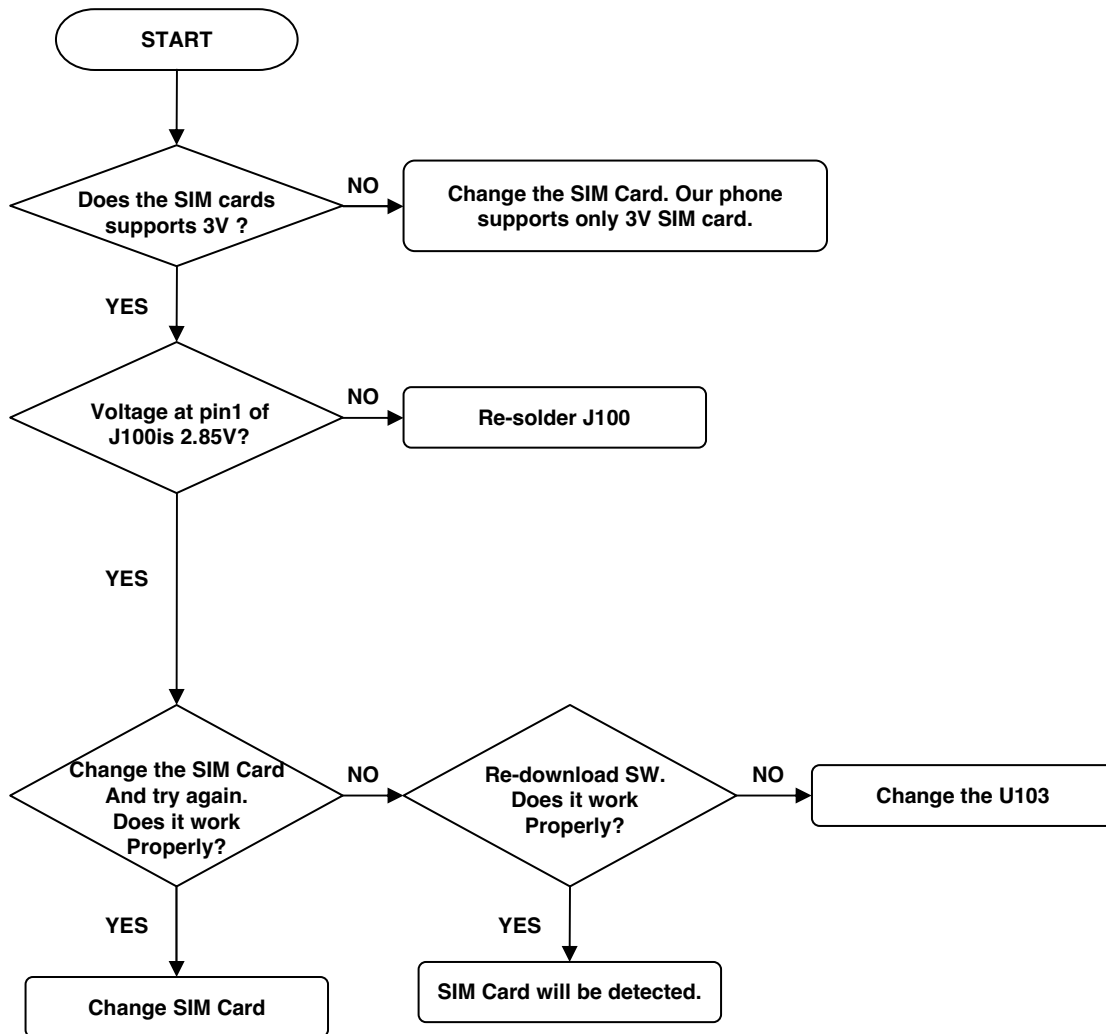 START
Does the SIM cards
supports 3V ?
NO
Change the SIM Card. Our phone
supports only 3V SIM card.
YES
Voltage at pin1 of
J100is 2.85V?
NO
Re-solder J100
YES
Change the SIM Card
And try again.
Does it work
Properly?
NO
Re-download SW.
Does it work
Properly?
NO
Change the U103
YES
Change SIM Card
YES
SIM Card will be detected.